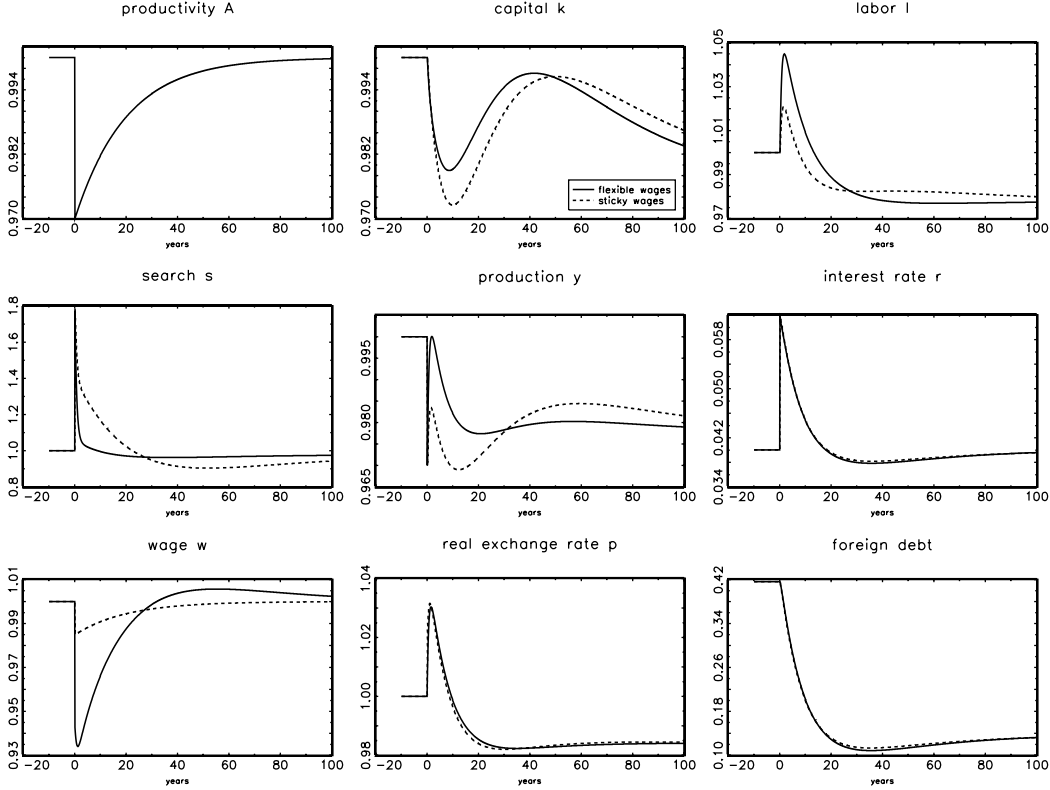 productivity A
capital k
labor l
0.994
0.982
0.970
-20 0 20 40 60 80 100
years
0.994
0.982
0.970
flexible wages
sticky wages
-20 0 20 40 60 80 100
years
1.05
1.03
1.01
0.99
0.97
-20 0 20 40 60 80 100
years
search s
production y
interest rate r
1.8
1.6
1.4
1.2
1.0
0.8
-20 0 20 40 60 80 100
years
0.995
0.980
0.965
-20 0 20 40 60 80 100
years
0.058
0.050
0.042
0.034
-20 0 20 40 60 80 100
years
wage w
real exchange rate p
foreign debt
1.01
0.99
0.97
0.95
0.93
-20 0 20 40 60 80 100
years
1.04
1.02
1.00
0.98
-20 0 20 40 60 80 100
years
0.42
0.34
0.26
0.18
0.10
-20 0 20 40 60 80 100
years